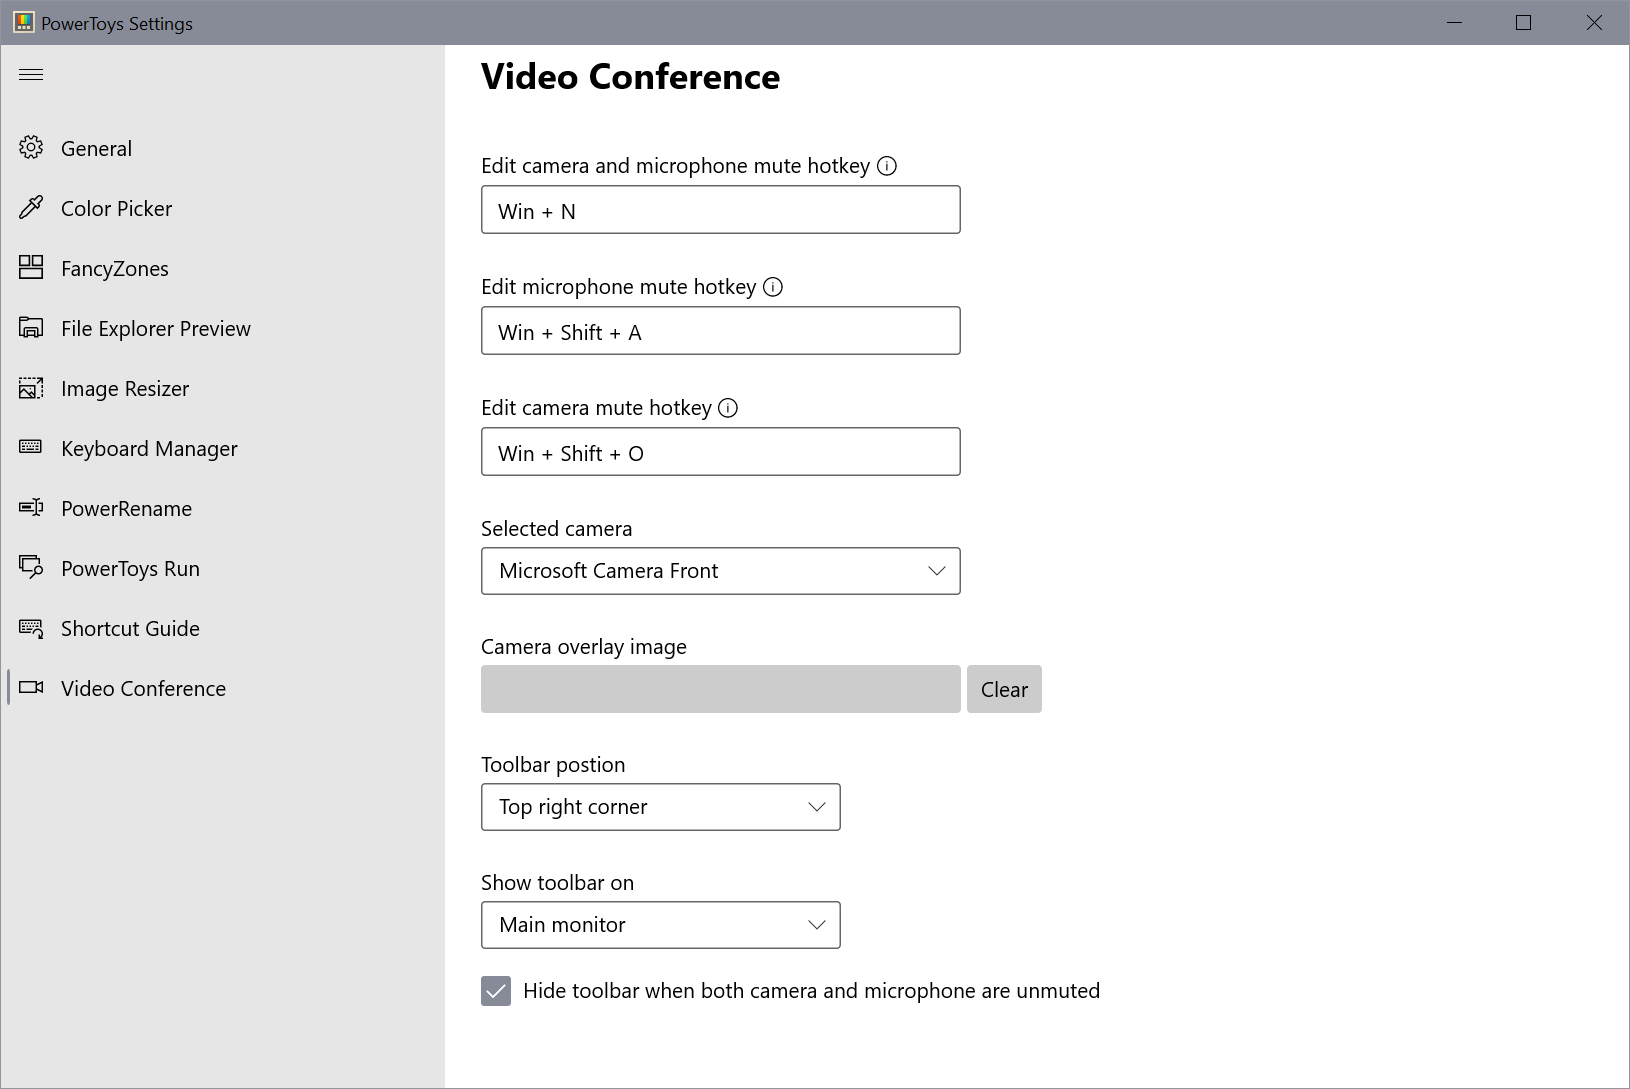 PowerToys Settings
General
Color Picker
FancyZones
File Explorer Preview
Image Resizer
Keyboard Manager
PowerRename
PowerToys Run
Shortcut Guide
Video Conference
Video Conference
Edit camera and microphone mute hotkey
Win + N
Edit microphone mute hotkey
Win + Shift + A
Edit camera mute hotkey
Win + Shift + O
Selected camera
Microsoft Camera Front
Camera overlay image
Clear
Toolbar postion
Top right corner
Show toolbar on
Main monitor
Hide toolbar when both camera and microphone are unmuted